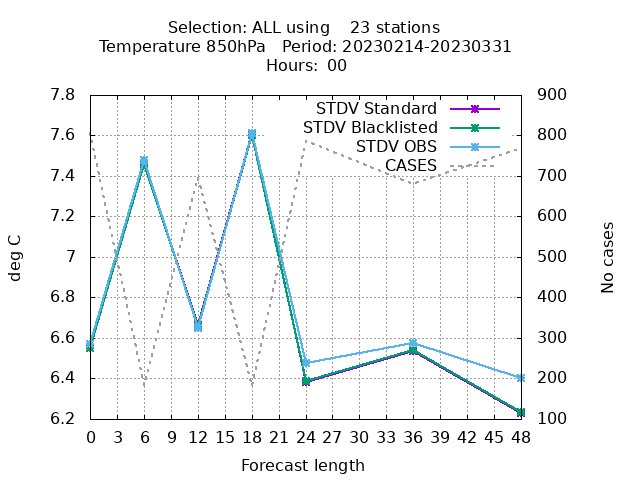 Selection: ALL using 23 stations
Temperature 850hPa Period: 20230214-20230331
Hours: 00
7.8
7.6
7.4
7.2
7
6.8
6.6
6.4
6.2
deg C
STDV Standard
STDV Blacklisted
STDV OBS
CASES
900
800
700
600
500
400
300
200
100
No cases
0 3 6 9 12 15 18 21 24 27 30 33 36 39 42 45 48
Forecast length